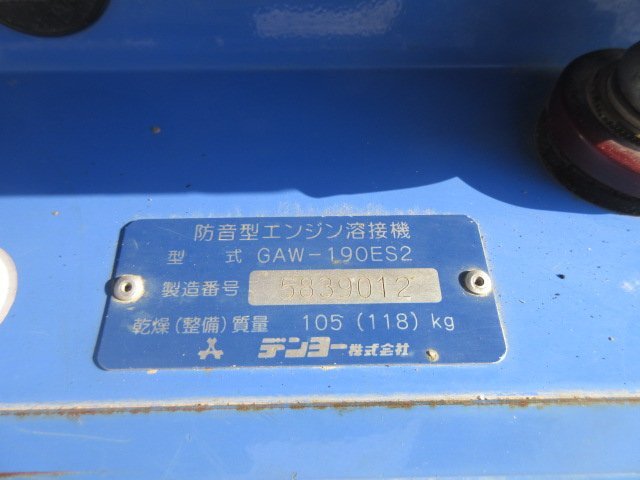 防音型エンジン溶接機
型 式 GAW-190ES2
製造番号 5839012
乾燥(整備)質量 105 (118) kg
デンヨー株式会社